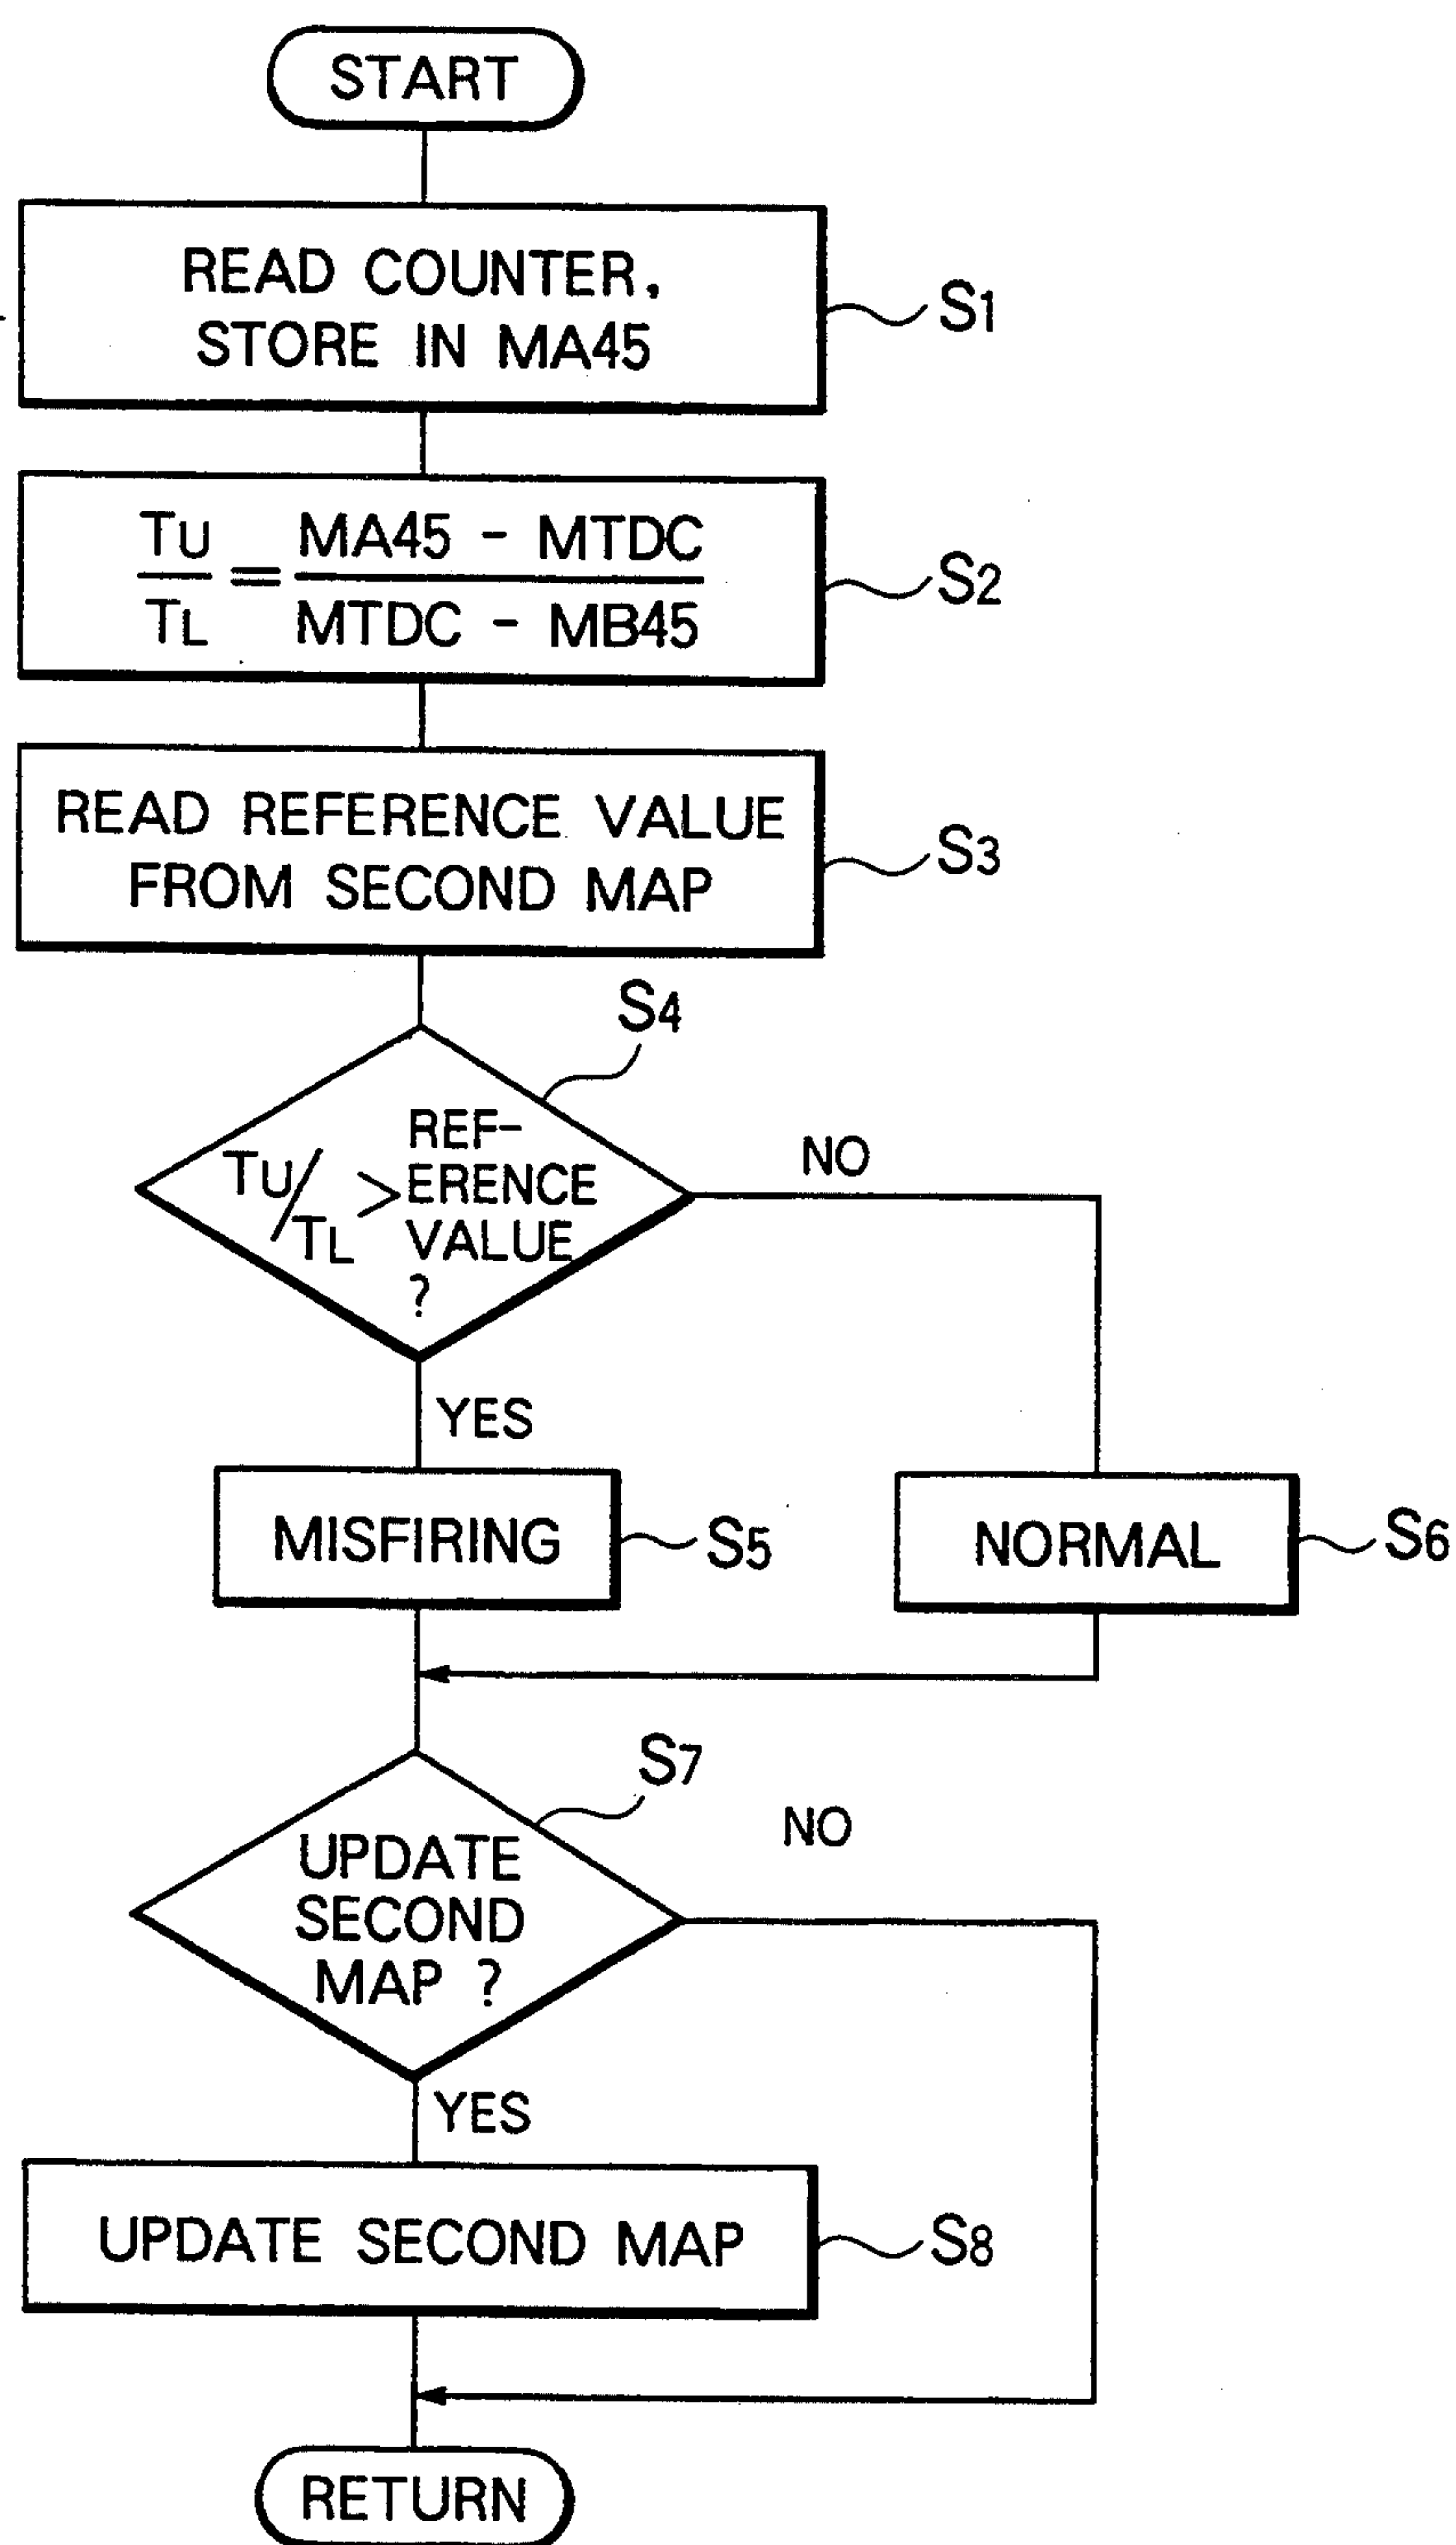 START
READ COUNTER,
STORE IN MA45
S1
TU/TL = MA45 - MTDC / MTDC - MB45
S2
READ REFERENCE VALUE
FROM SECOND MAP
S3
S4
TU/TL > REF-
ERENCE
VALUE
?
NO
YES
MISFIRING
S5
NORMAL
S6
S7
UPDATE
SECOND
MAP ?
NO
YES
UPDATE SECOND MAP
S8
RETURN